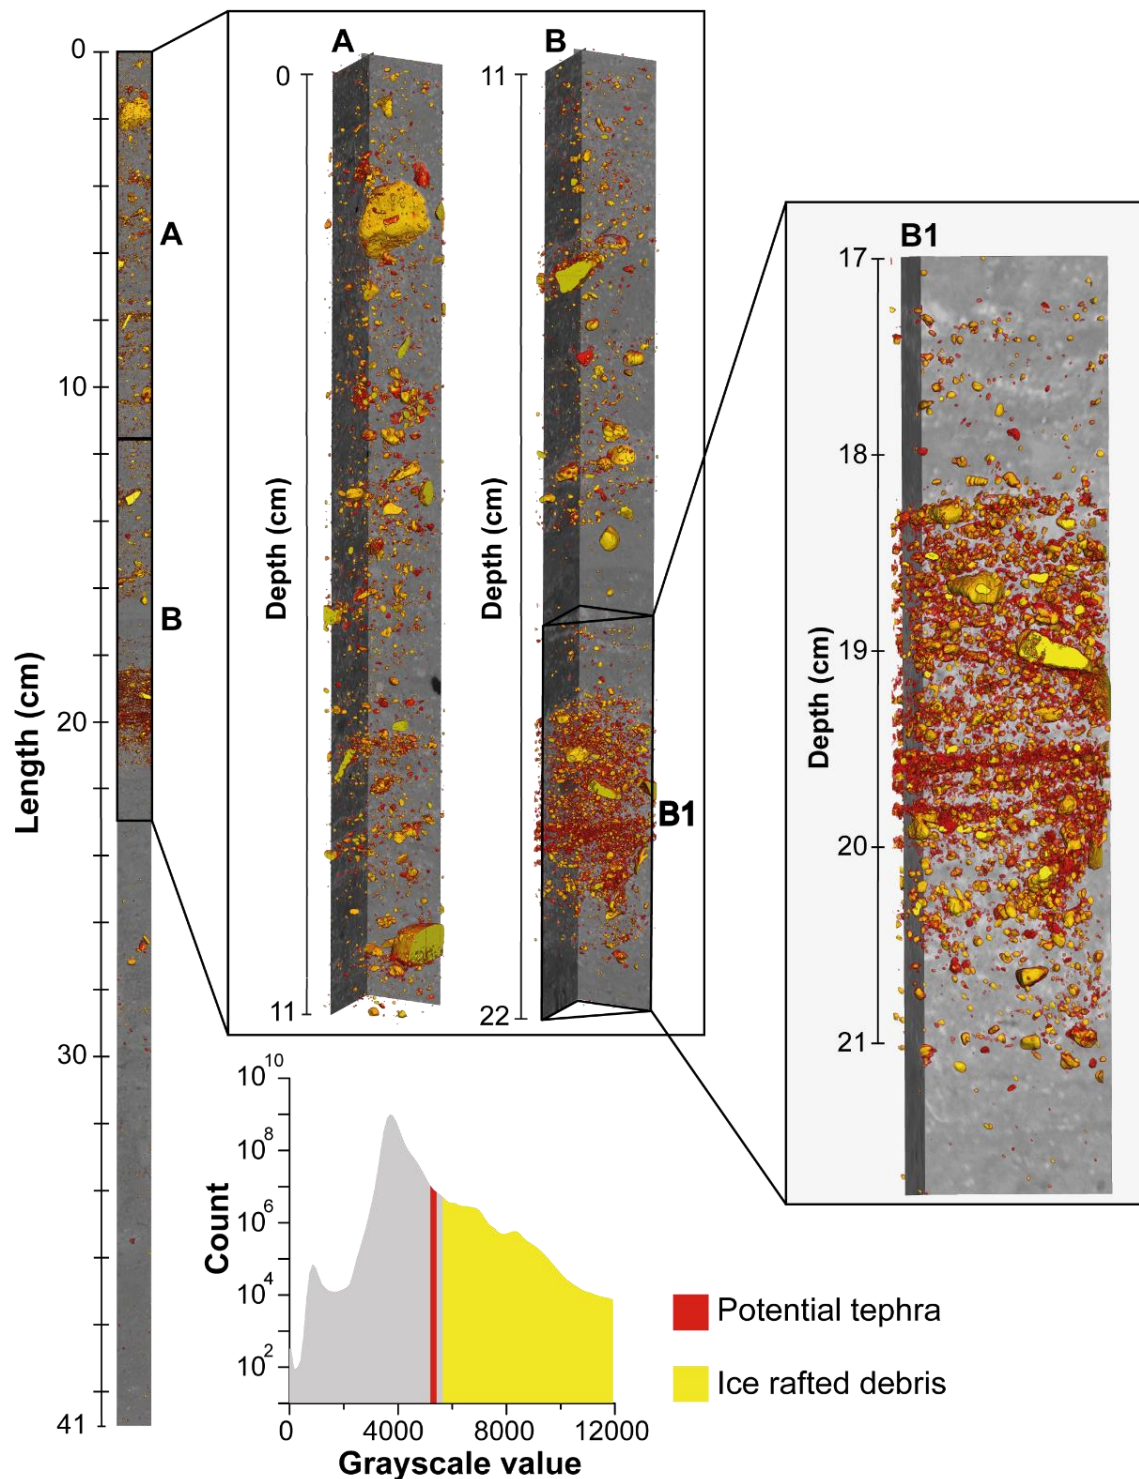 0
10
20
30
41
Length (cm)
A
B
A
0
11
Depth (cm)
B
11
22
Depth (cm)
B1
B1
17
18
19
20
21
Depth (cm)
10^10
10^8
10^6
10^4
10^2
Count
0 4000 8000 12000
Grayscale value
Potential tephra
Ice rafted debris